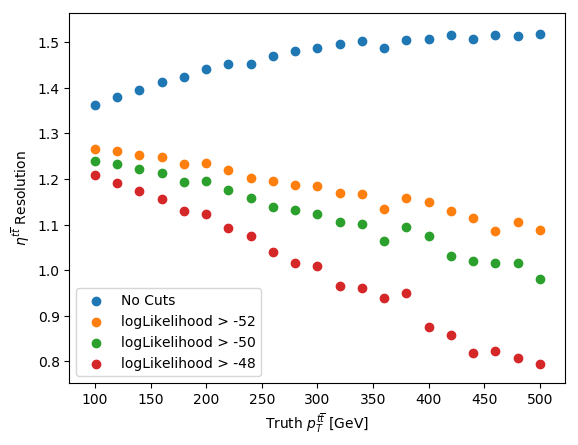 1.5
1.4
1.3
1.2
1.1
1.0
0.9
0.8
η^{tt̅} Resolution
No Cuts
logLikelihood > -52
logLikelihood > -50
logLikelihood > -48
100 150 200 250 300 350 400 450 500
Truth p_T^{tt̅} [GeV]